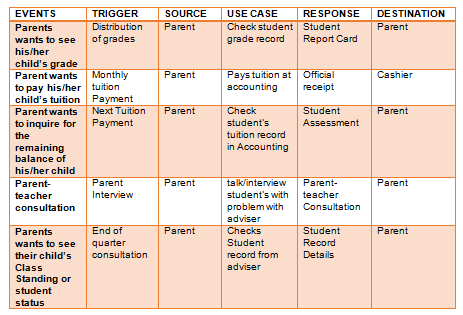 EVENTS TRIGGER SOURCE USE CASE RESPONSE DESTINATION
Parents Distribution Parent Check student Student Parent
wants to see of grades grade record Report Card
his/her
child's grade
Parent wants Monthly Parent Pays tuition at Official Cashier
to pay his/her tuition accounting receipt
child's tuition Payment
Parent wants Next Tuition Parent Check Student Parent
to inquire for Payment student's Assessment
the tuition record
remaining in Accounting
balance of
his/her child
Parent- Parent Parent talk/interview Parent- Parent
teacher Interview student's with teacher
consultation problem with Consultation
adviser
Parents End of Parent Checks Student Parent
wants to see quarter Student Record
their child's consultation record from Details
Class adviser
Standing or
student
status